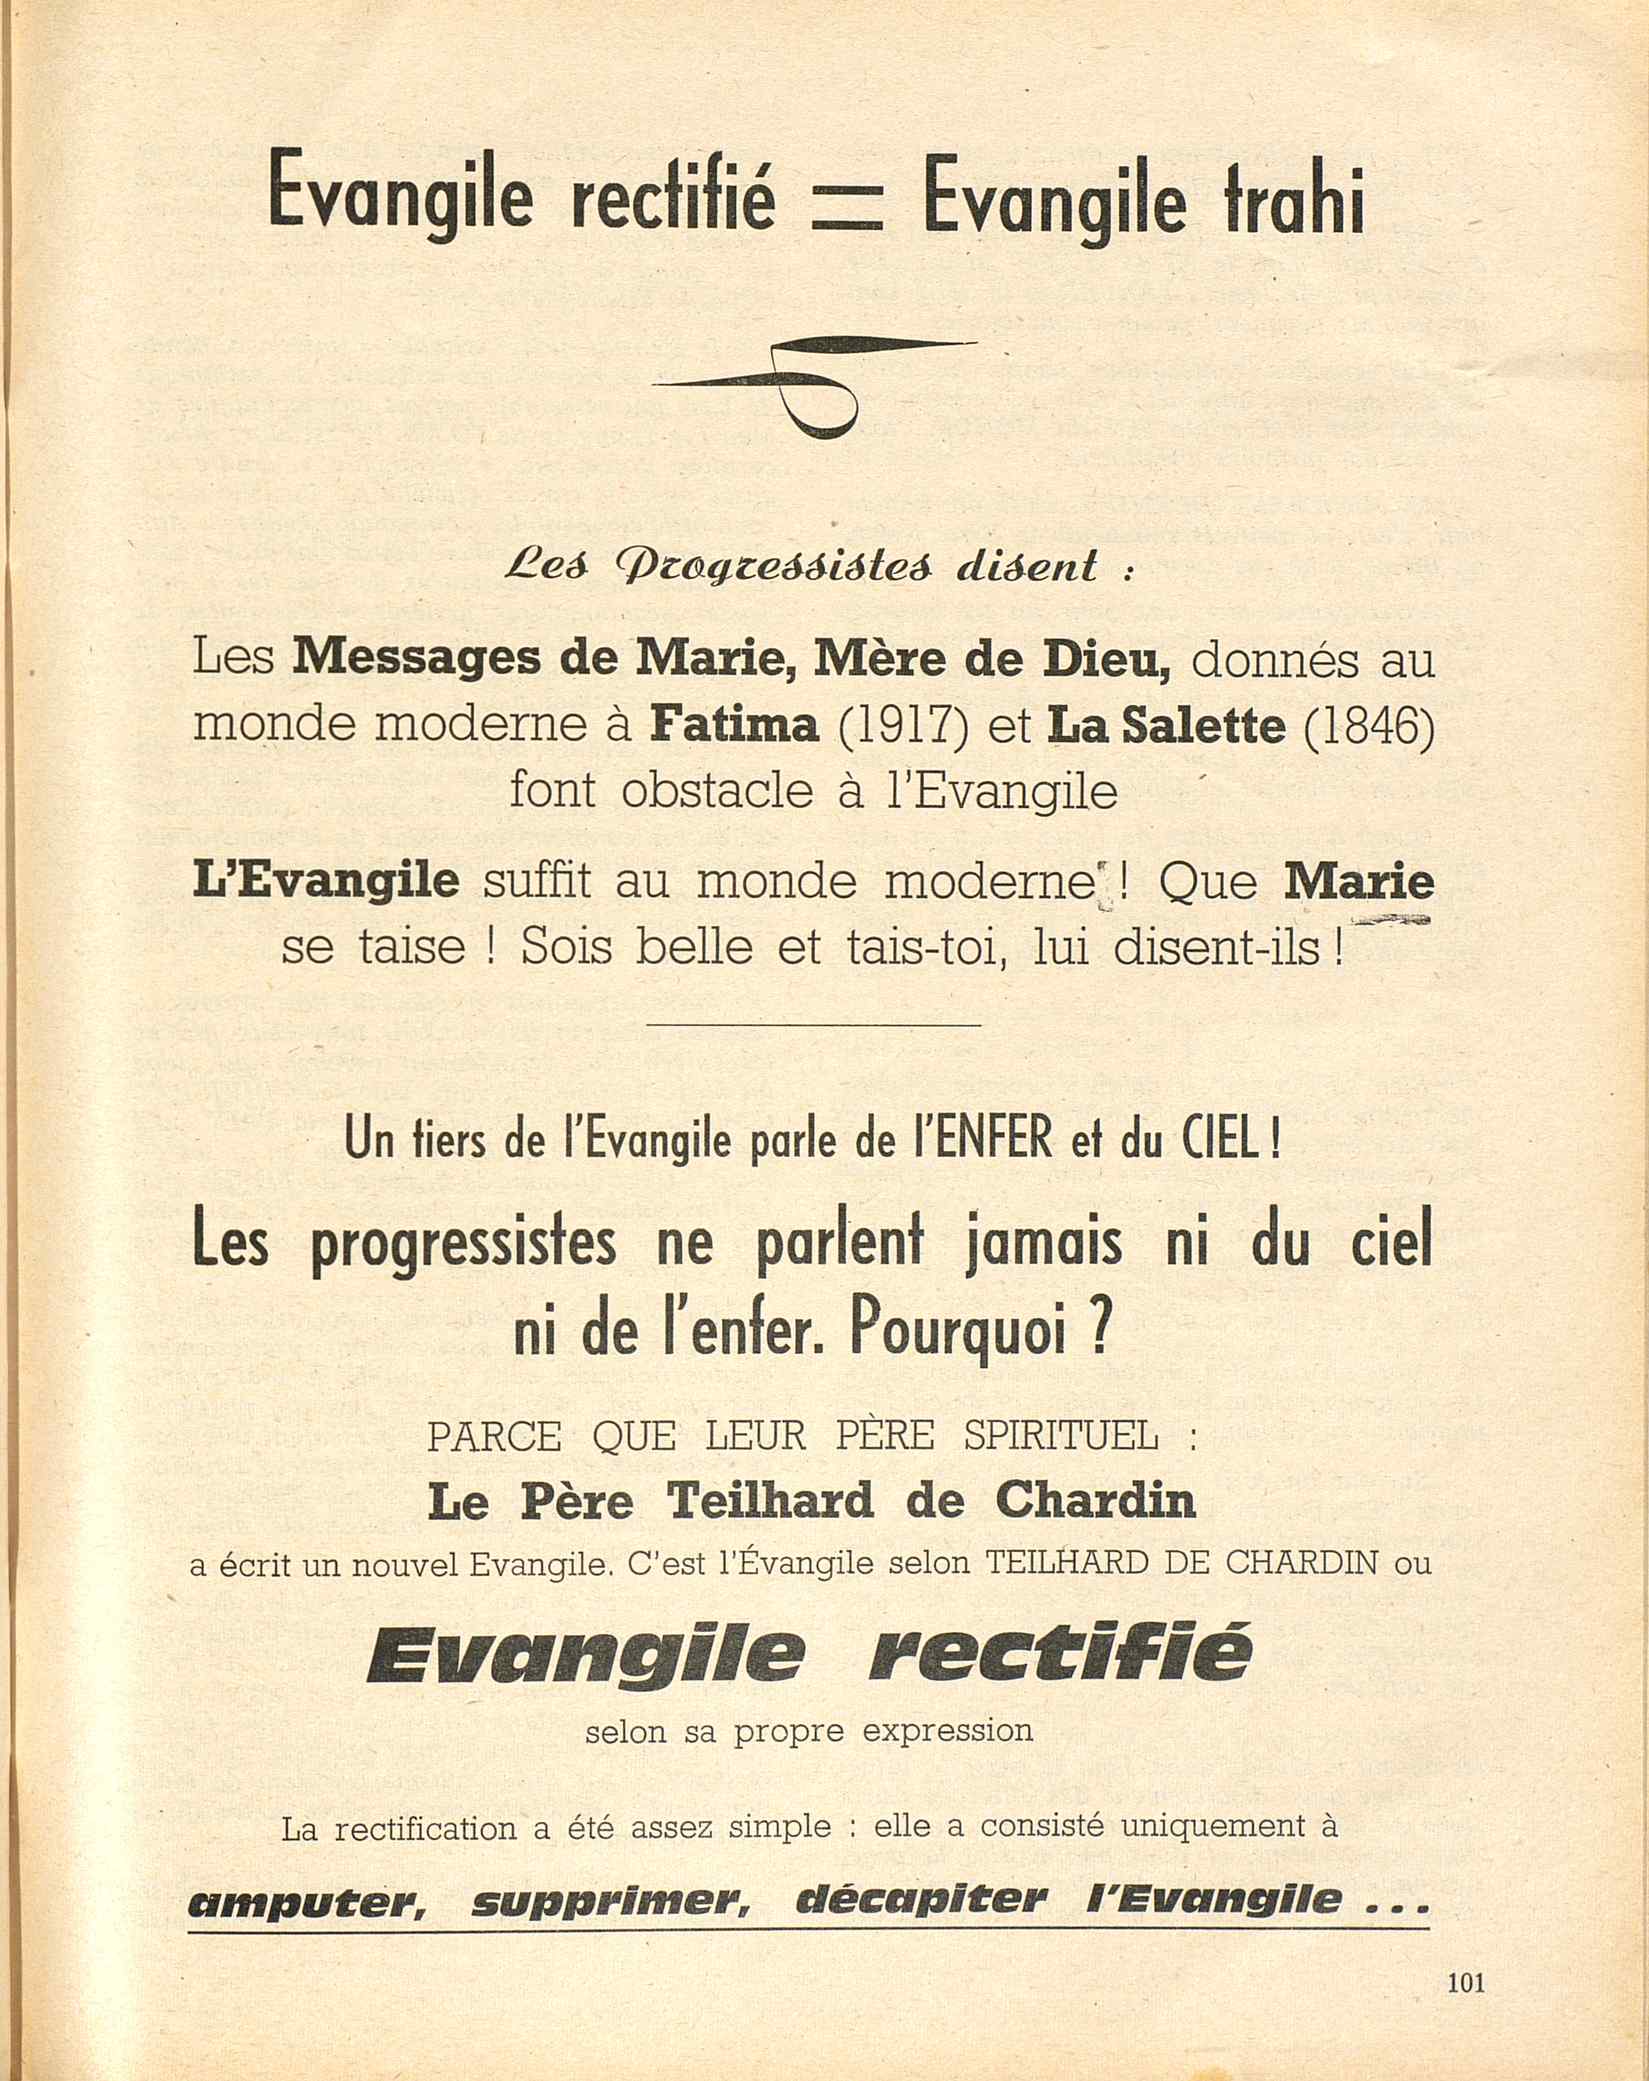 Evangile rectifié = Evangile trahi
Les Progressistes disent :
Les Messages de Marie, Mère de Dieu, donnés au
monde moderne à Fatima (1917) et La Salette (1846)
font obstacle à l'Evangile
L'Evangile suffit au monde moderne ! Que Marie
se taise ! Sois belle et tais-toi, lui disent-ils !
Un tiers de l'Evangile parle de l'ENFER et du CIEL !
Les progressistes ne parlent jamais ni du ciel
ni de l'enfer. Pourquoi ?
PARCE QUE LEUR PÈRE SPIRITUEL :
Le Père Teilhard de Chardin
a écrit un nouvel Evangile. C'est l'Évangile selon TEILHARD DE CHARDIN ou
Evangile rectifié
selon sa propre expression
La rectification a été assez simple : elle a consisté uniquement à
amputer, supprimer, décapiter l'Evangile ...
101